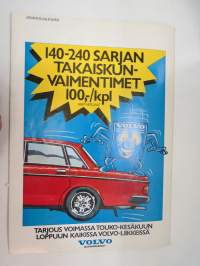 140-240 SARJAN
TAKAISKUN-
VAIMENTIMET
100,-/kpl
VOLVO
TARJOUS VOIMASSA TOUKO-KESÄKUUN
LOPPUUN KAIKISSA VOLVO-LIIKKEISSÄ
VOLVO